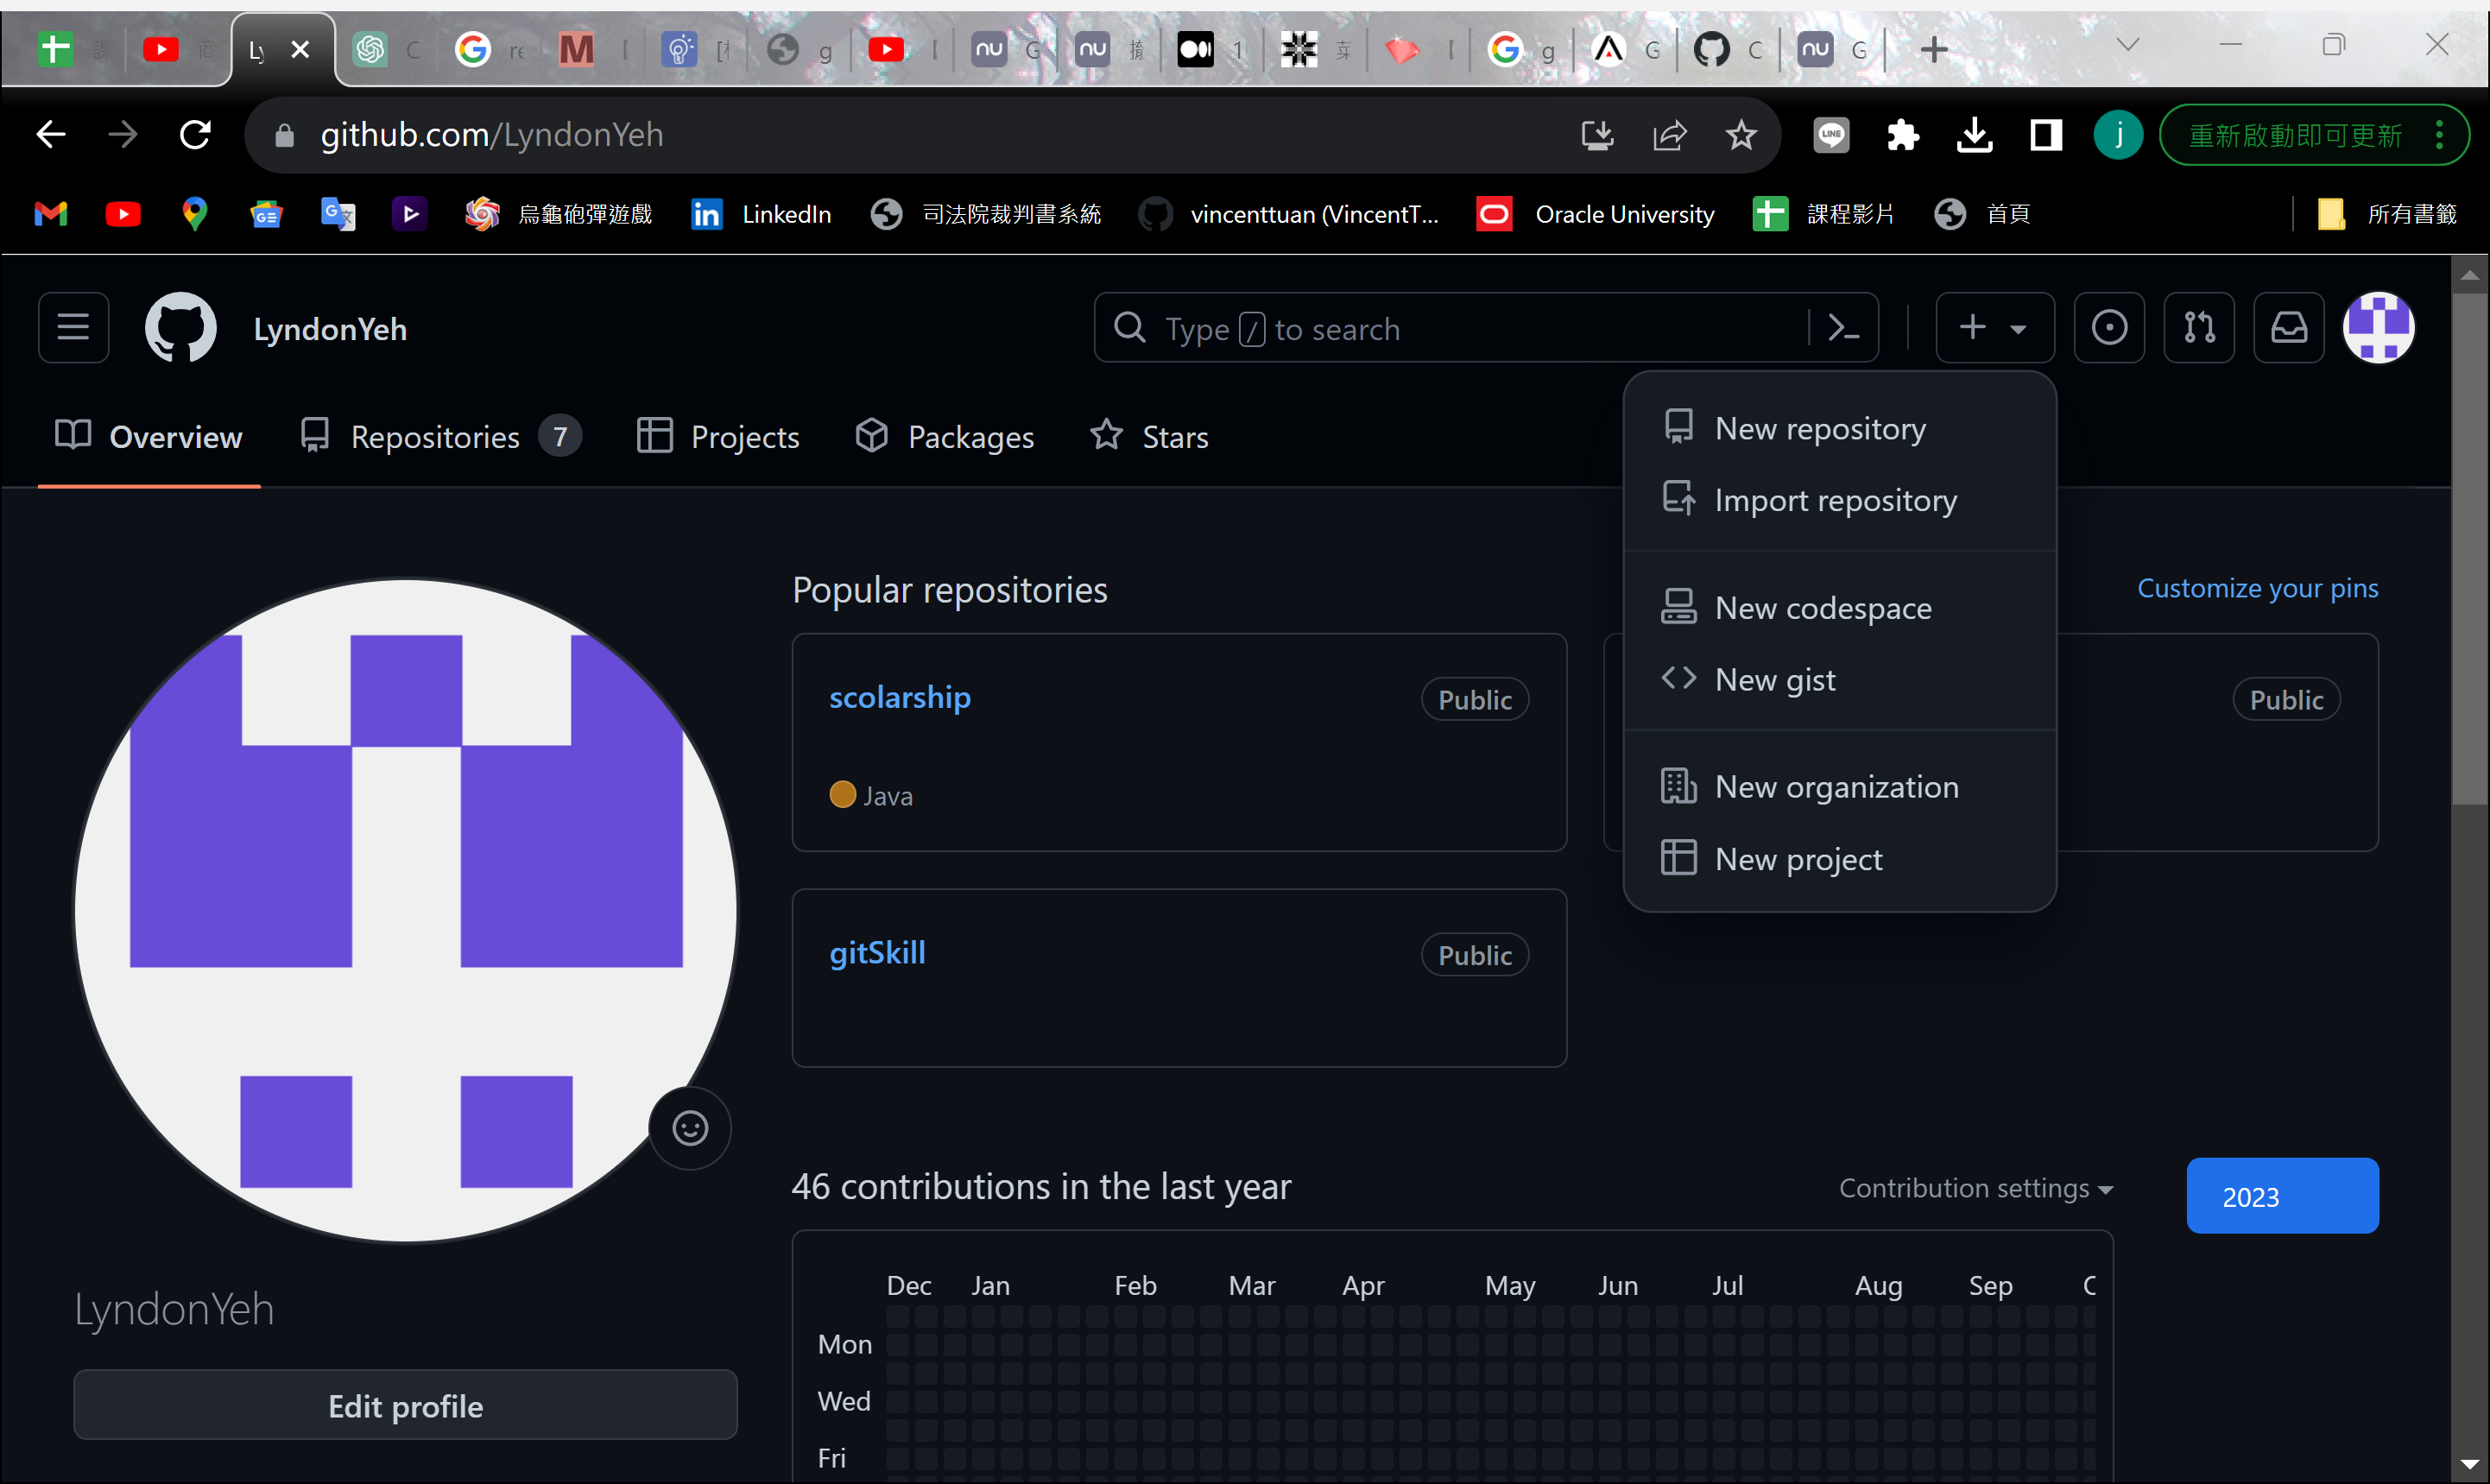 Ly
C
re
g
G
1
菜
g
G
C
G
github.com/LyndonYeh
重新啟動即可更新
烏龜砲彈遊戲
LinkedIn
司法院裁判書系統
vincenttuan (VincentT...
Oracle University
課程影片
首頁
所有書籤
LyndonYeh
Type / to search
Overview
Repositories 7
Projects
Packages
Stars
New repository
Import repository
New codespace
New gist
New organization
New project
Popular repositories
Customize your pins
scolarship
Public
Java
Public
gitSkill
Public
46 contributions in the last year
Contribution settings
2023
Dec Jan Feb Mar Apr May Jun Jul Aug Sep
Mon
Wed
Fri
LyndonYeh
Edit profile